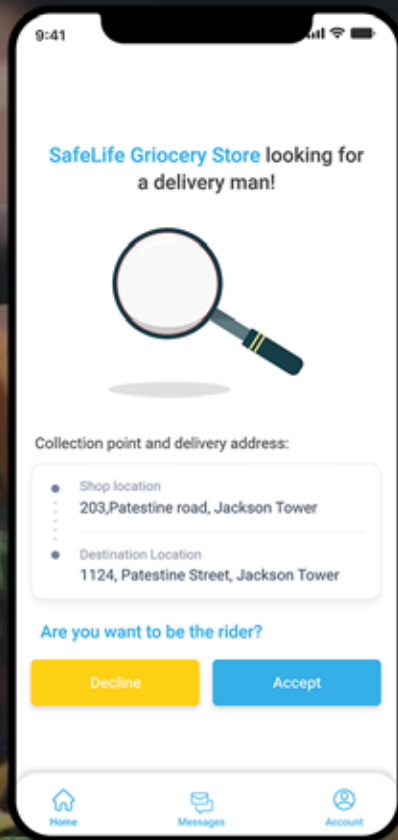 9:41
SafeLife Griocery Store looking for
a delivery man!
Collection point and delivery address:
Shop location
203,Patestine road, Jackson Tower
Destination Location
1124, Patestine Street, Jackson Tower
Are you want to be the rider?
Decline
Accept
Home
Messages
Account